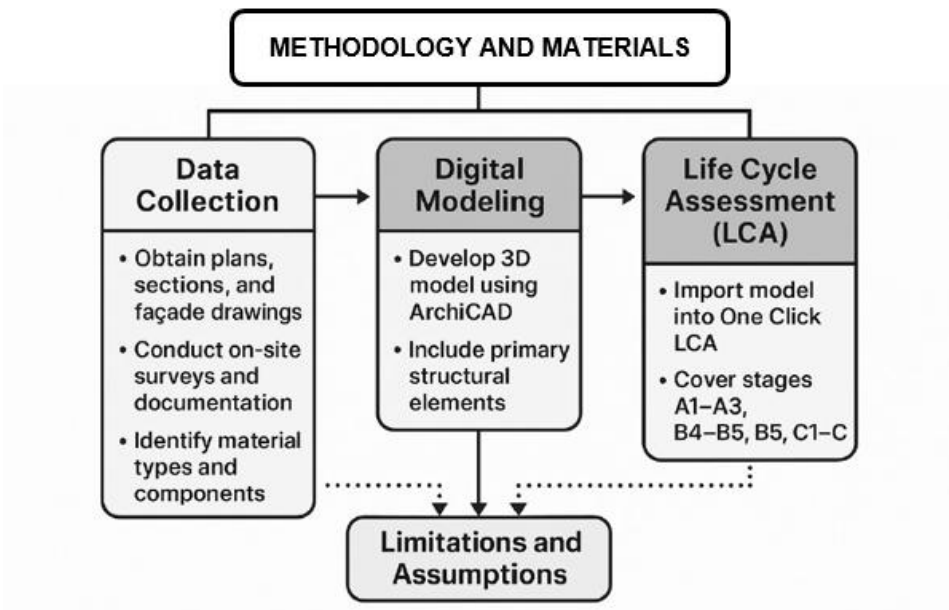 METHODOLOGY AND MATERIALS
Data
Collection
• Obtain plans,
sections, and
façade drawings
• Conduct on-site
surveys and
documentation
• Identify material
types and
components
Digital
Modeling
• Develop 3D
model using
ArchiCAD
• Include primary
structural
elements
Life Cycle
Assessment
(LCA)
• Import model
into One Click
LCA
• Cover stages
A1–A3,
B4–B5, B5, C1–C
Limitations and
Assumptions